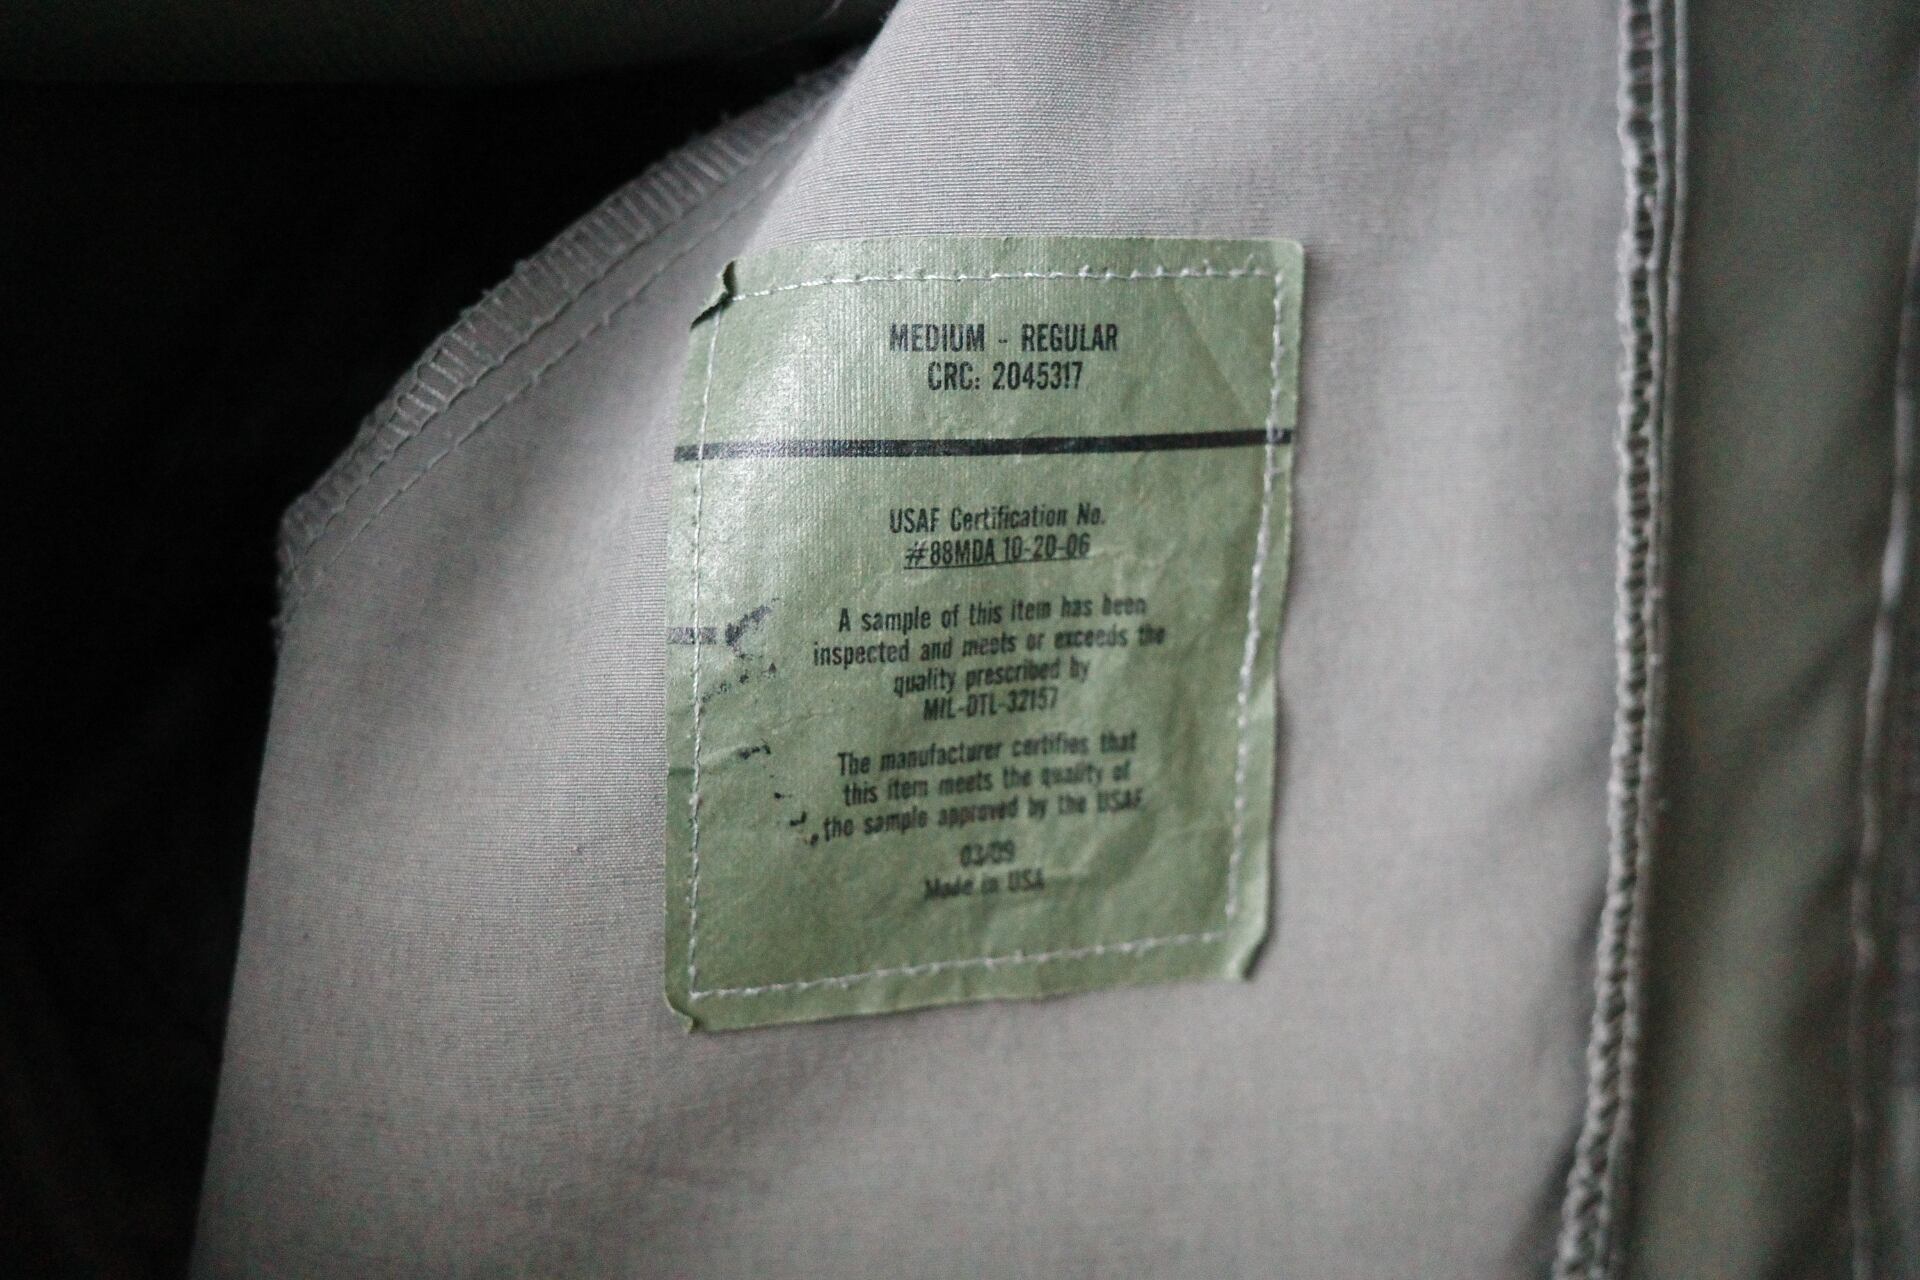 MEDIUM - REGULAR
CRC: 2045317
USAF Certification No.
#88MDA 10-20-06
A sample of this item has been
inspected and meets or exceeds the
quality prescribed by
MIL-DTL-32157
The manufacturer certifies that
this item meets the quality of
the sample approved by the USAF
03/09
Made in USA